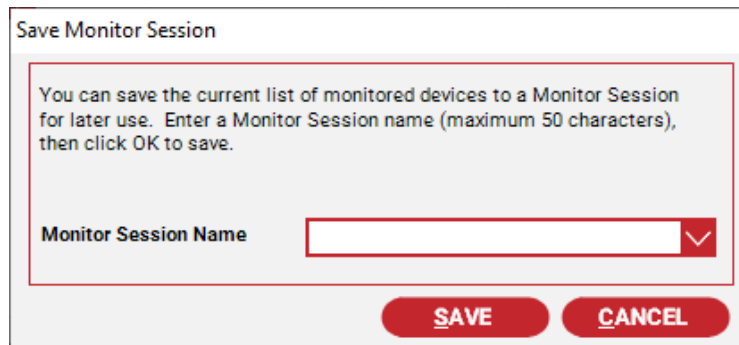 Save Monitor Session
You can save the current list of monitored devices to a Monitor Session
for later use. Enter a Monitor Session name (maximum 50 characters),
then click OK to save.
Monitor Session Name
SAVE CANCEL